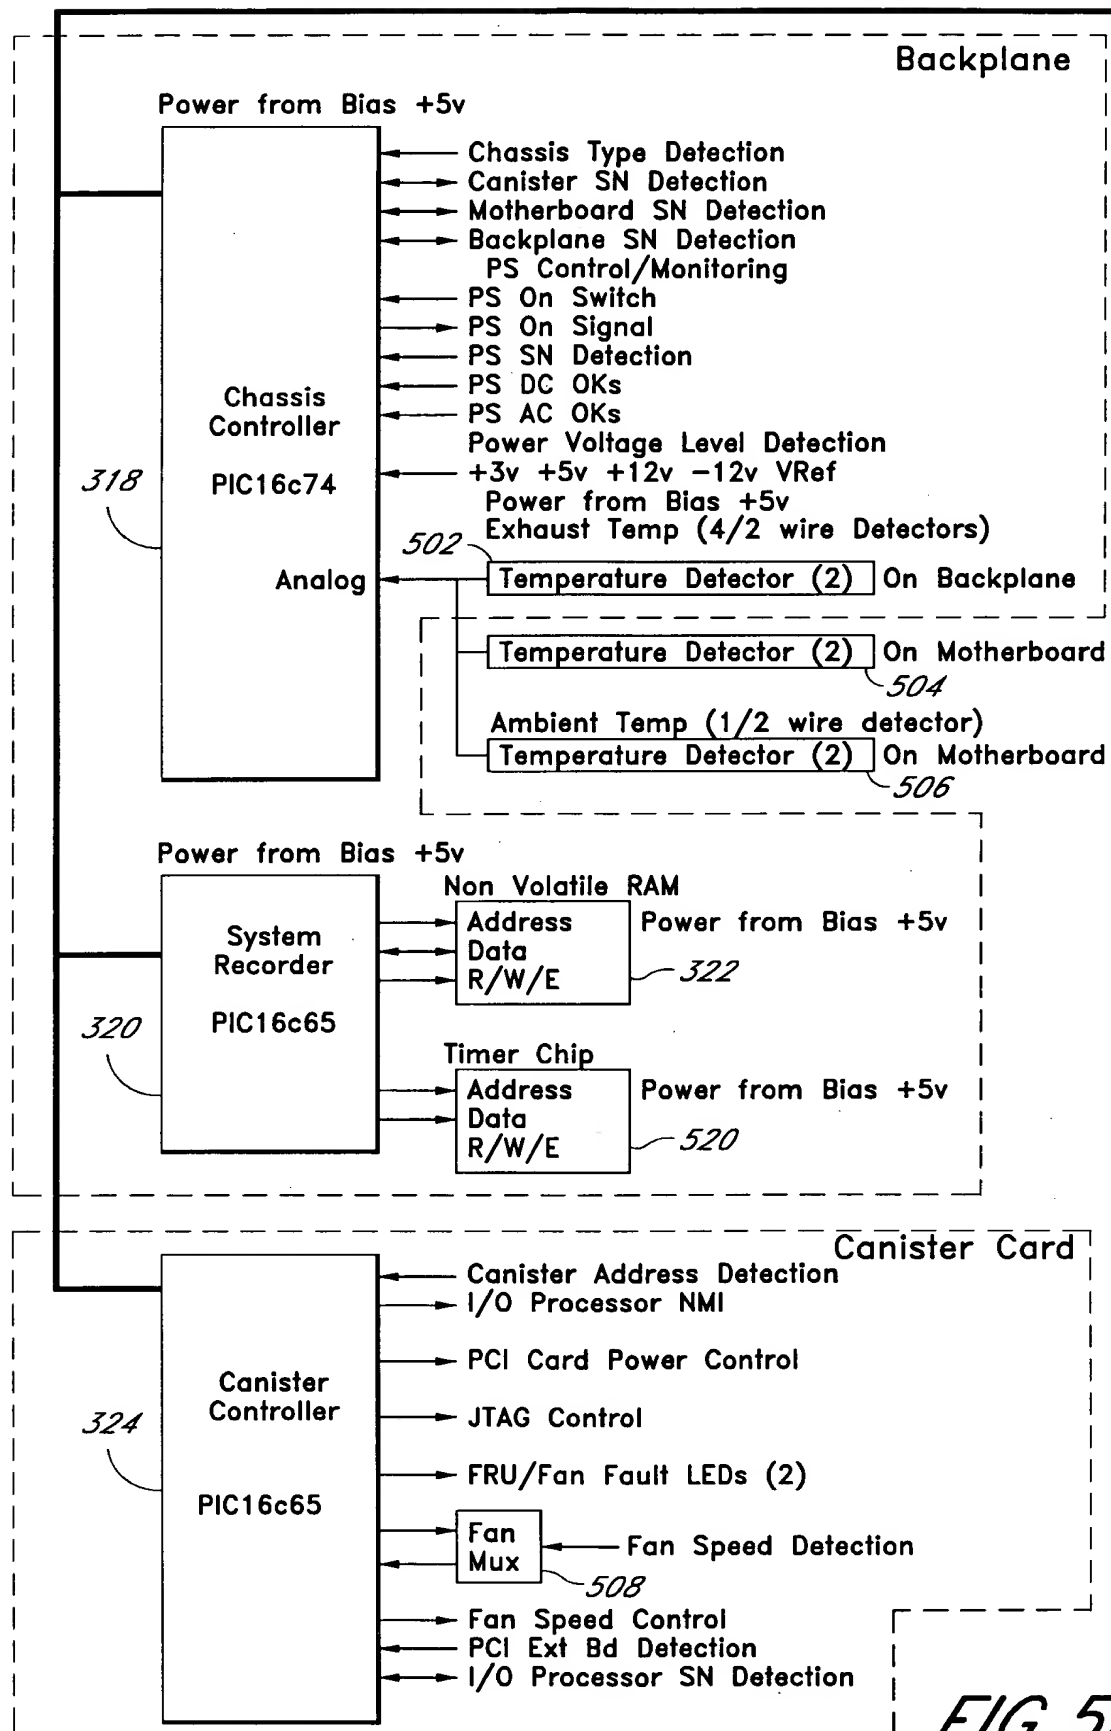 Backplane
Power from Bias +5v
Chassis Type Detection
Canister SN Detection
Motherboard SN Detection
Backplane SN Detection
PS Control/Monitoring
PS On Switch
PS On Signal
PS SN Detection
PS DC OKs
PS AC OKs
Chassis
Controller
Power Voltage Level Detection
318
PIC16c74
+3v +5v +12v -12v VRef
Power from Bias +5v
Exhaust Temp (4/2 wire Detectors)
502
Analog
Temperature Detector (2) On Backplane
Temperature Detector (2) On Motherboard
504
Ambient Temp (1/2 wire detector)
Temperature Detector (2) On Motherboard
506
Power from Bias +5v
Non Volatile RAM
System
Recorder
Address
Data
R/W/E
Power from Bias +5v
322
320
PIC16c65
Timer Chip
Address
Data
R/W/E
Power from Bias +5v
520
Canister Card
Canister Address Detection
I/O Processor NMI
PCI Card Power Control
Canister
Controller
324
JTAG Control
FRU/Fan Fault LEDs (2)
PIC16c65
Fan
Mux
Fan Speed Detection
508
Fan Speed Control
PCI Ext Bd Detection
I/O Processor SN Detection
FIG. 5